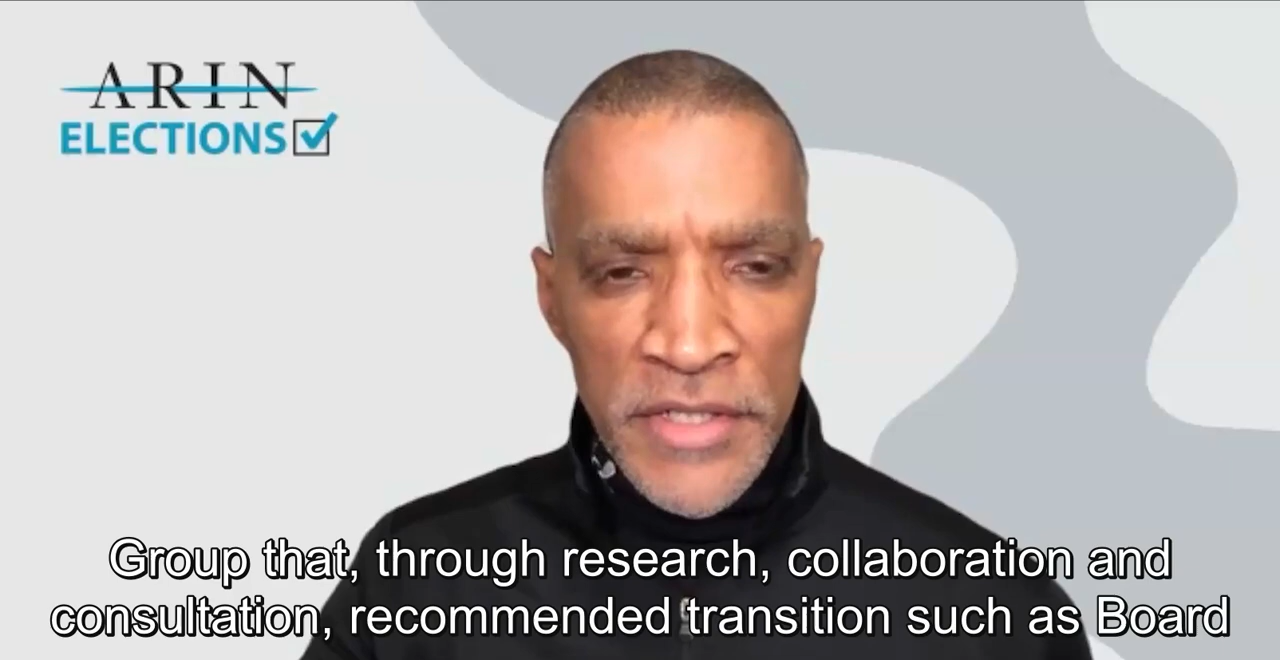 ARIN
ELECTIONS
Group that, through research, collaboration and
consultation, recommended transition such as Board